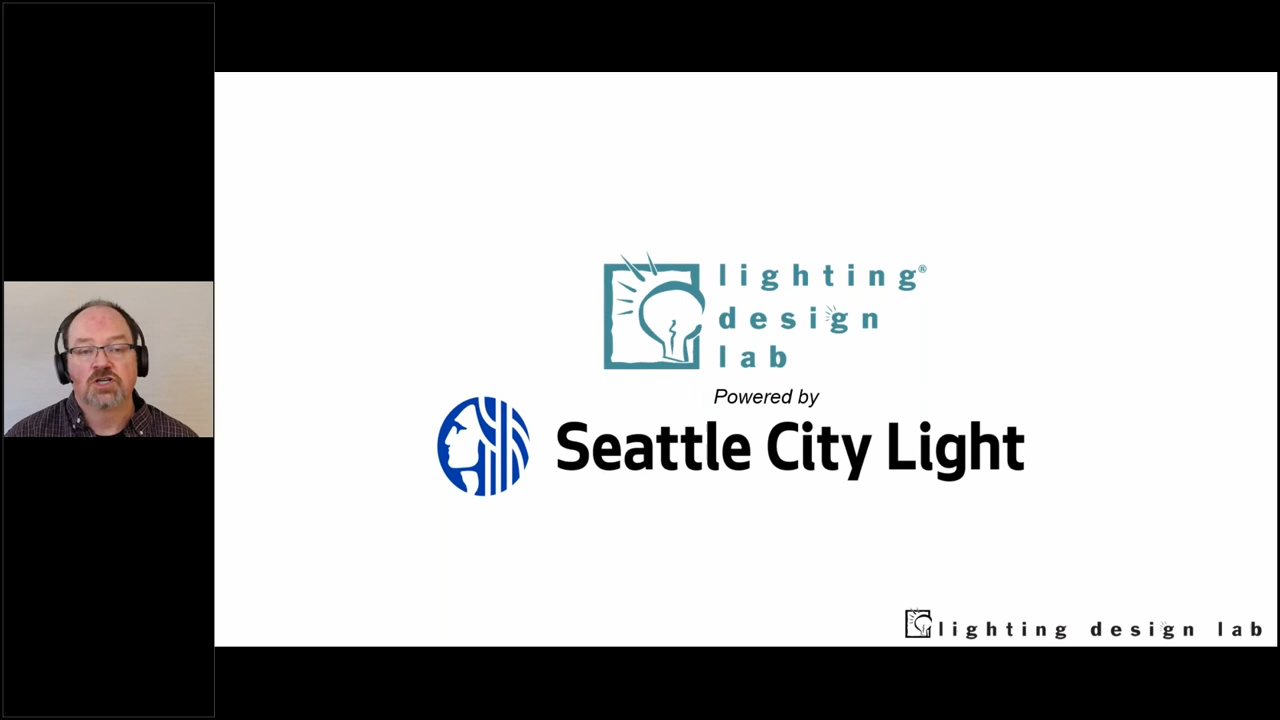 lighting®
design
lab
Powered by
Seattle City Light
lighting design lab